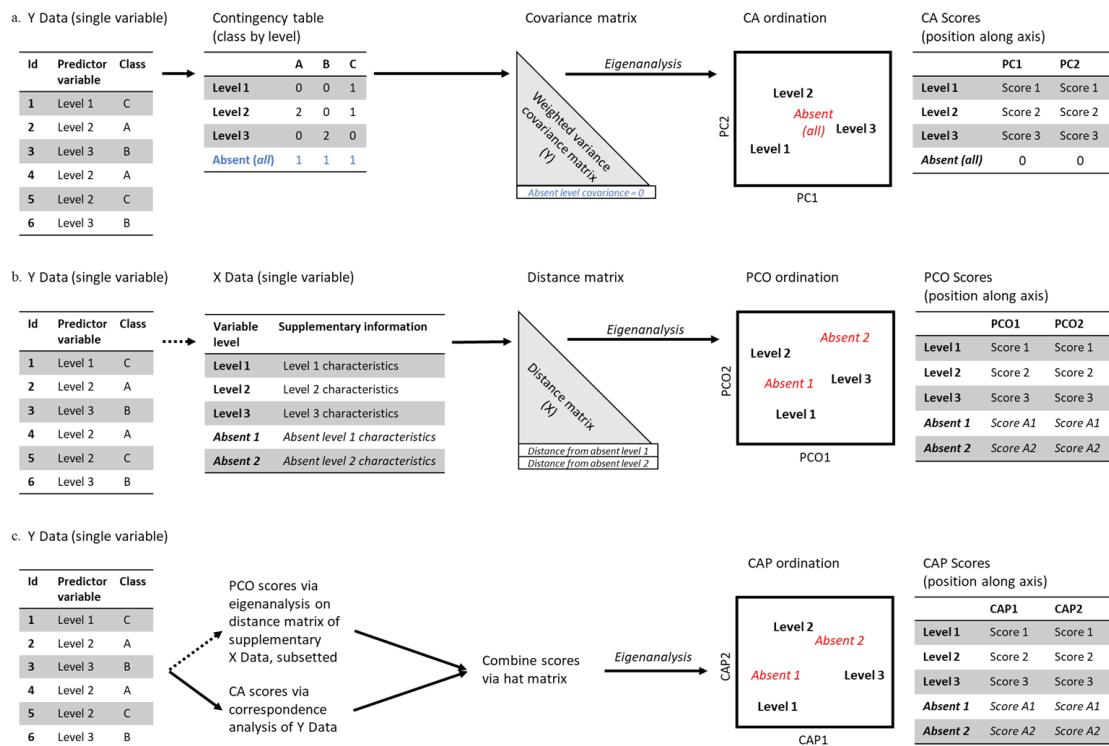 a. Y Data (single variable)
Contingency table
(class by level)
Covariance matrix
CA ordination
CA Scores
(position along axis)
Id Predictor variable Class
1 Level 1 C
2 Level 2 A
3 Level 3 B
4 Level 2 A
5 Level 2 C
6 Level 3 B
A B C
Level 1 0 0 1
Level 2 2 0 1
Level 3 0 2 0
Absent (all) 1 1 1
Weighted variance
covariance matrix
(Y)
Absent level covariance = 0
Eigenanalysis
PC2
Level 2
Absent
(all)
Level 3
Level 1
PC1
PC1 PC2
Level 1 Score 1 Score 1
Level 2 Score 2 Score 2
Level 3 Score 3 Score 3
Absent (all) 0 0
b. Y Data (single variable)
X Data (single variable)
Distance matrix
PCO ordination
PCO Scores
(position along axis)
Id Predictor variable Class
1 Level 1 C
2 Level 2 A
3 Level 3 B
4 Level 2 A
5 Level 2 C
6 Level 3 B
Variable level Supplementary information
Level 1 Level 1 characteristics
Level 2 Level 2 characteristics
Level 3 Level 3 characteristics
Absent 1 Absent level 1 characteristics
Absent 2 Absent level 2 characteristics
Distance matrix
(X)
Distance from absent level 1
Distance from absent level 2
Eigenanalysis
PCO2
Absent 2
Level 2
Absent 1
Level 3
Level 1
PCO1
PCO1 PCO2
Level 1 Score 1 Score 1
Level 2 Score 2 Score 2
Level 3 Score 3 Score 3
Absent 1 Score A1 Score A1
Absent 2 Score A2 Score A2
c. Y Data (single variable)
CAP ordination
CAP Scores
(position along axis)
Id Predictor variable Class
1 Level 1 C
2 Level 2 A
3 Level 3 B
4 Level 2 A
5 Level 2 C
6 Level 3 B
PCO scores via
eigenanalysis on
distance matrix of
supplementary
X Data, subsetted
CA scores via
correspondence
analysis of Y Data
Combine scores
via hat matrix
Eigenanalysis
CAP2
Level 2
Absent 2
Absent 1
Level 3
Level 1
CAP1
CAP1 CAP2
Level 1 Score 1 Score 1
Level 2 Score 2 Score 2
Level 3 Score 3 Score 3
Absent 1 Score A1 Score A1
Absent 2 Score A2 Score A2